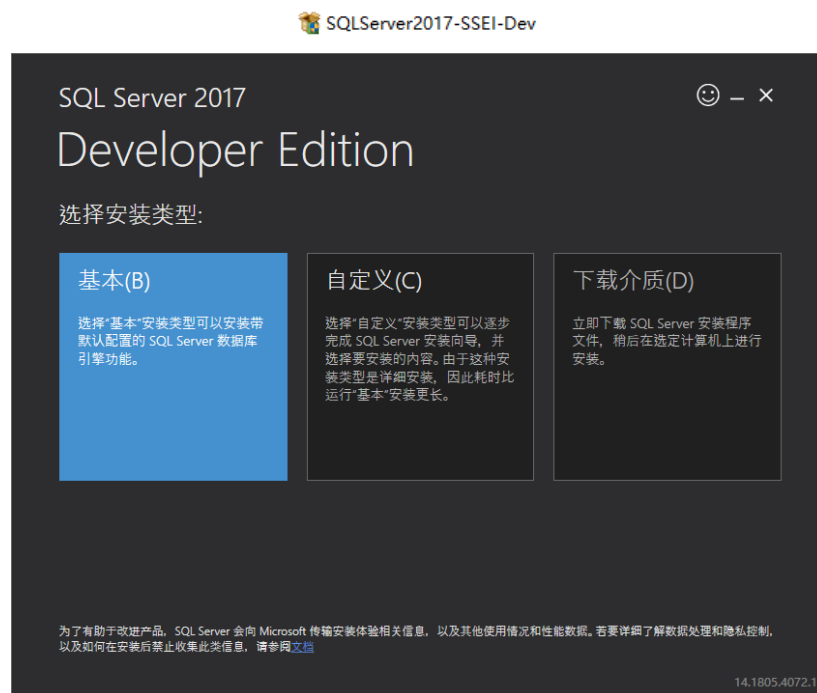 SQLServer2017-SSEI-Dev
SQL Server 2017
Developer Edition
选择安装类型:
基本(B)
选择“基本”安装类型可以安装带
默认配置的 SQL Server 数据库
引擎功能。
自定义(C)
选择“自定义”安装类型可以逐步
完成 SQL Server 安装向导，并
选择要安装的内容。由于这种安
装类型是详细安装，因此耗时比
运行“基本”安装更长。
下载介质(D)
立即下载 SQL Server 安装程序
文件，稍后在选定计算机上进行
安装。
为了有助于改进产品，SQL Server 会向 Microsoft 传输安装体验相关信息，以及其他使用情况和性能数据。若要详细了解数据处理和隐私控制，
以及如何在安装后禁止收集此类信息，请参阅文档
14.1805.4072.1